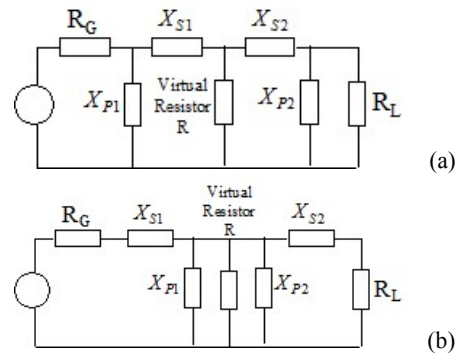 R_G X_S1 X_S2
X_P1 Virtual Resistor R X_P2 R_L
(a)
R_G X_S1 Virtual Resistor R X_S2
X_P1 X_P2 R_L
(b)